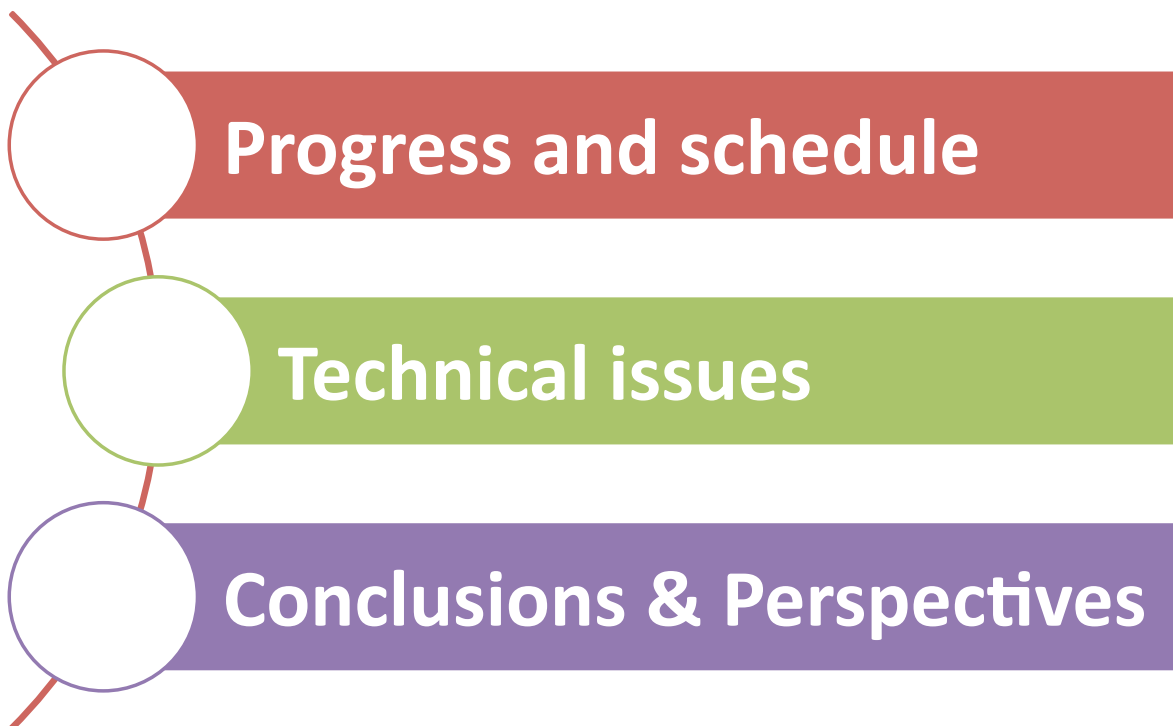 Progress and schedule
Technical issues
Conclusions & Perspectives